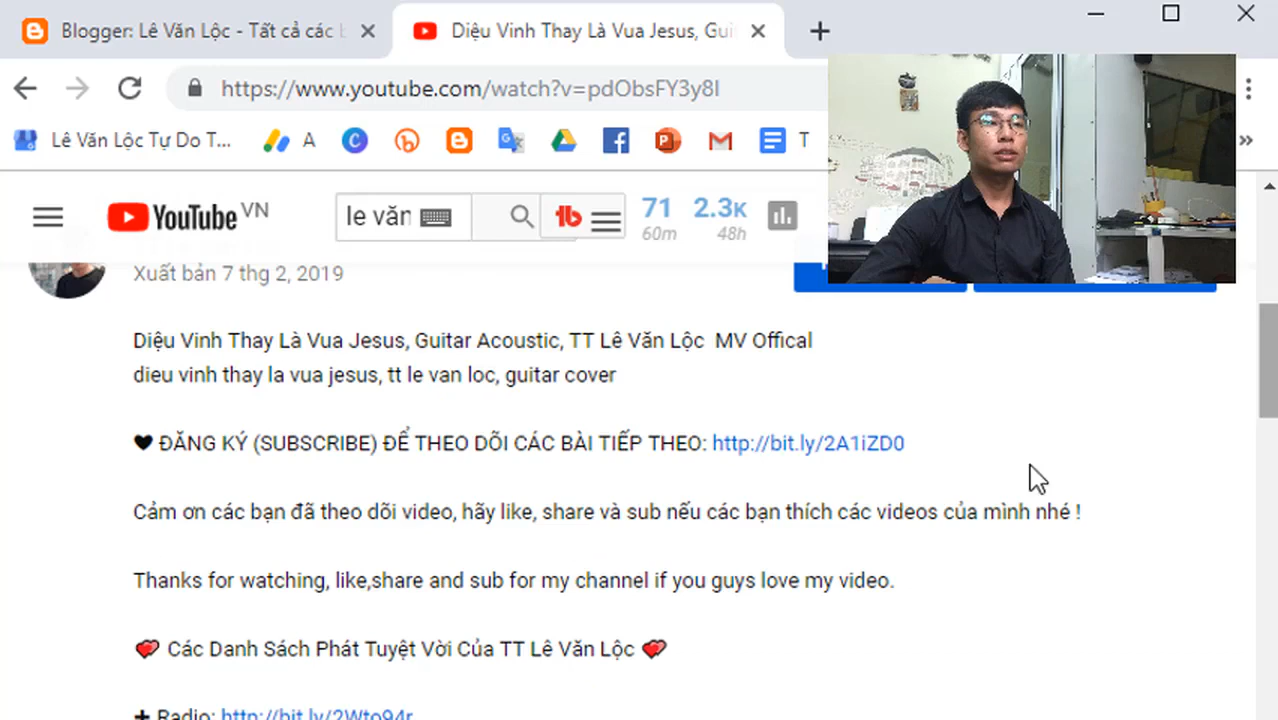 Blogger: Lê Văn Lộc - Tất cả các
Diệu Vinh Thay Là Vua Jesus, Gui
https://www.youtube.com/watch?v=pdObsFY3y8I
Lê Văn Lộc Tự Do T...
A
T
YouTube VN
le văn
71
60m
2.3K
48h
Xuất bản 7 thg 2, 2019
Diệu Vinh Thay Là Vua Jesus, Guitar Acoustic, TT Lê Văn Lộc MV Offical
dieu vinh thay la vua jesus, tt le van loc, guitar cover
♥ ĐĂNG KÝ (SUBSCRIBE) ĐỂ THEO DÕI CÁC BÀI TIẾP THEO: http://bit.ly/2A1iZD0
Cảm ơn các bạn đã theo dõi video, hãy like, share và sub nếu các bạn thích các videos của mình nhé !
Thanks for watching, like,share and sub for my channel if you guys love my video.
💕 Các Danh Sách Phát Tuyệt Vời Của TT Lê Văn Lộc 💕
+ Radio: http://bit.ly/2Wto94r